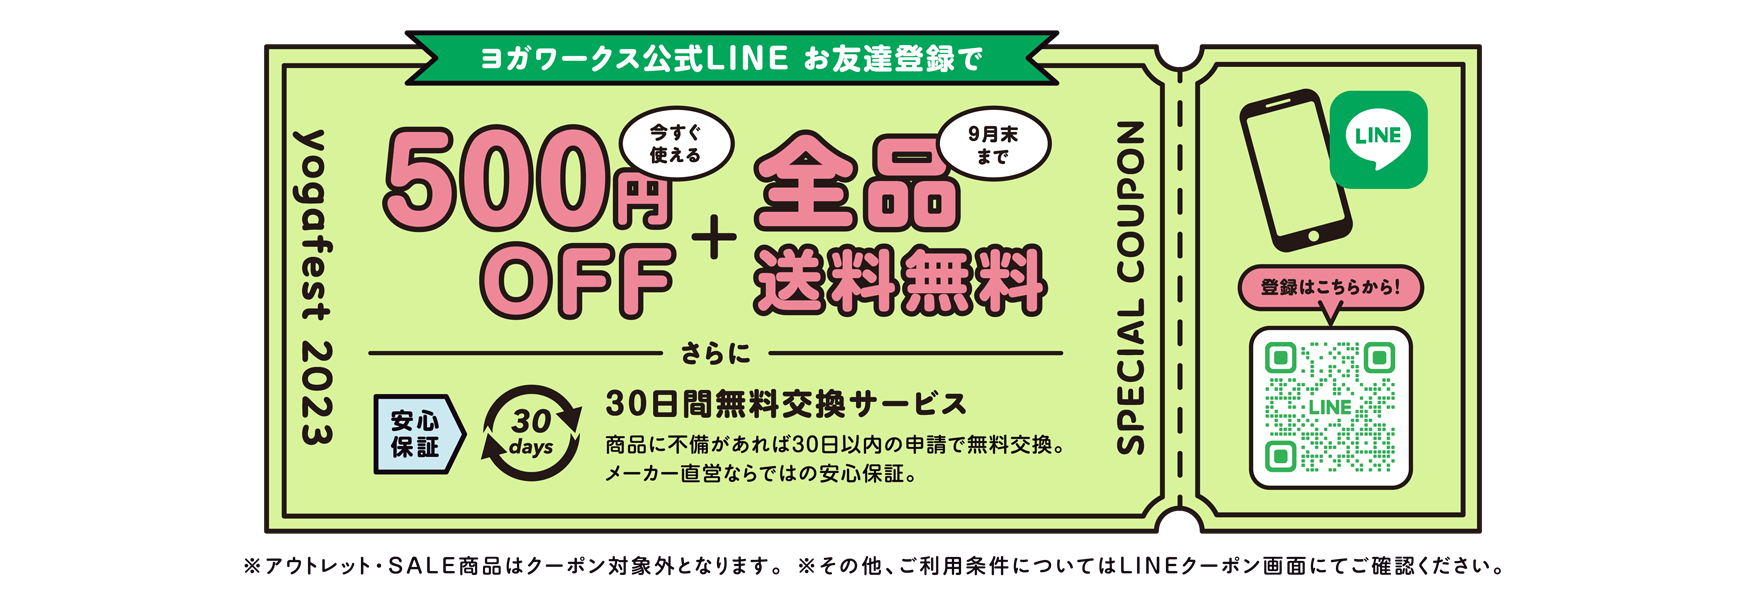 ヨガワークス公式LINE お友達登録で
yogafest 2023
500円
OFF
今すぐ
使える
+
全品
送料無料
9月末
まで
さらに
安心
保証
30
days
30日間無料交換サービス
商品に不備があれば30日以内の申請で無料交換。
メーカー直営ならではの安心保証。
SPECIAL COUPON
LINE
登録はこちらから!
LINE
※アウトレット・SALE商品はクーポン対象外となります。 ※その他、ご利用条件についてはLINEクーポン画面にてご確認ください。